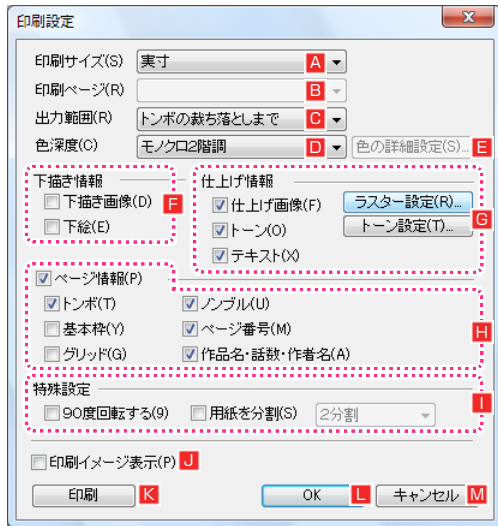 印刷設定
印刷サイズ(S) 実寸 A
印刷ページ(R) B
出力範囲(R) トンボの裁ち落としまで C
色深度(C) モノクロ2階調 D 色の詳細設定(S)... E
下描き情報 仕上げ情報
下描き画像(D) F 仕上げ画像(F) ラスター設定(R)...
下絵(E) トーン(O) トーン設定(T)... G
テキスト(X)
ページ情報(P)
トンボ(T) ノンブル(U)
基本枠(Y) ページ番号(M) H
グリッド(G) 作品名・話数・作者名(A)
特殊設定
90度回転する(9) 用紙を分割(S) 2分割 I
印刷イメージ表示(P) J
印刷 K OK L キャンセル M